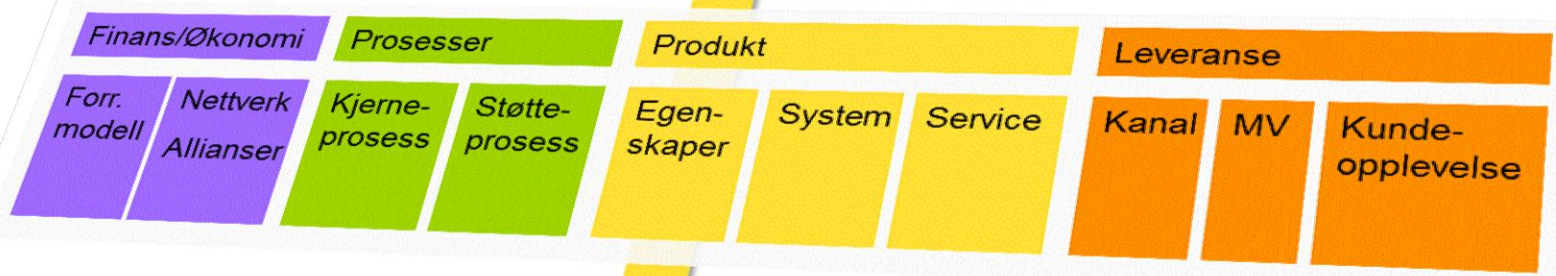 Finans/Økonomi
Prosesser
Produkt
Leveranse
Forr.
modell
Nettverk
Allianser
Kjerne-
prosess
Støtte-
prosess
Egen-
skaper
System
Service
Kanal
MV
Kunde-
opplevelse